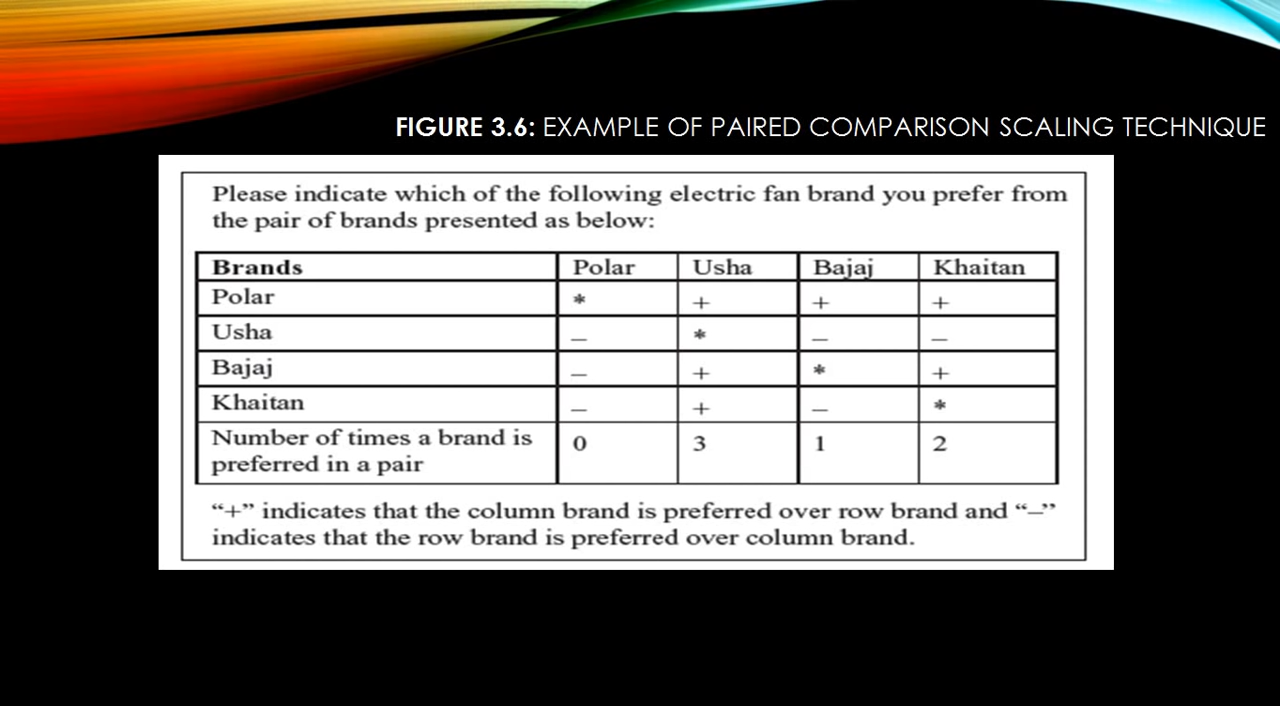 FIGURE 3.6: EXAMPLE OF PAIRED COMPARISON SCALING TECHNIQUE
Please indicate which of the following electric fan brand you prefer from
the pair of brands presented as below:
Brands Polar Usha Bajaj Khaitan
Polar * + + +
Usha – * – –
Bajaj – + * +
Khaitan – + – *
Number of times a brand is
preferred in a pair 0 3 1 2
“+” indicates that the column brand is preferred over row brand and “–”
indicates that the row brand is preferred over column brand.